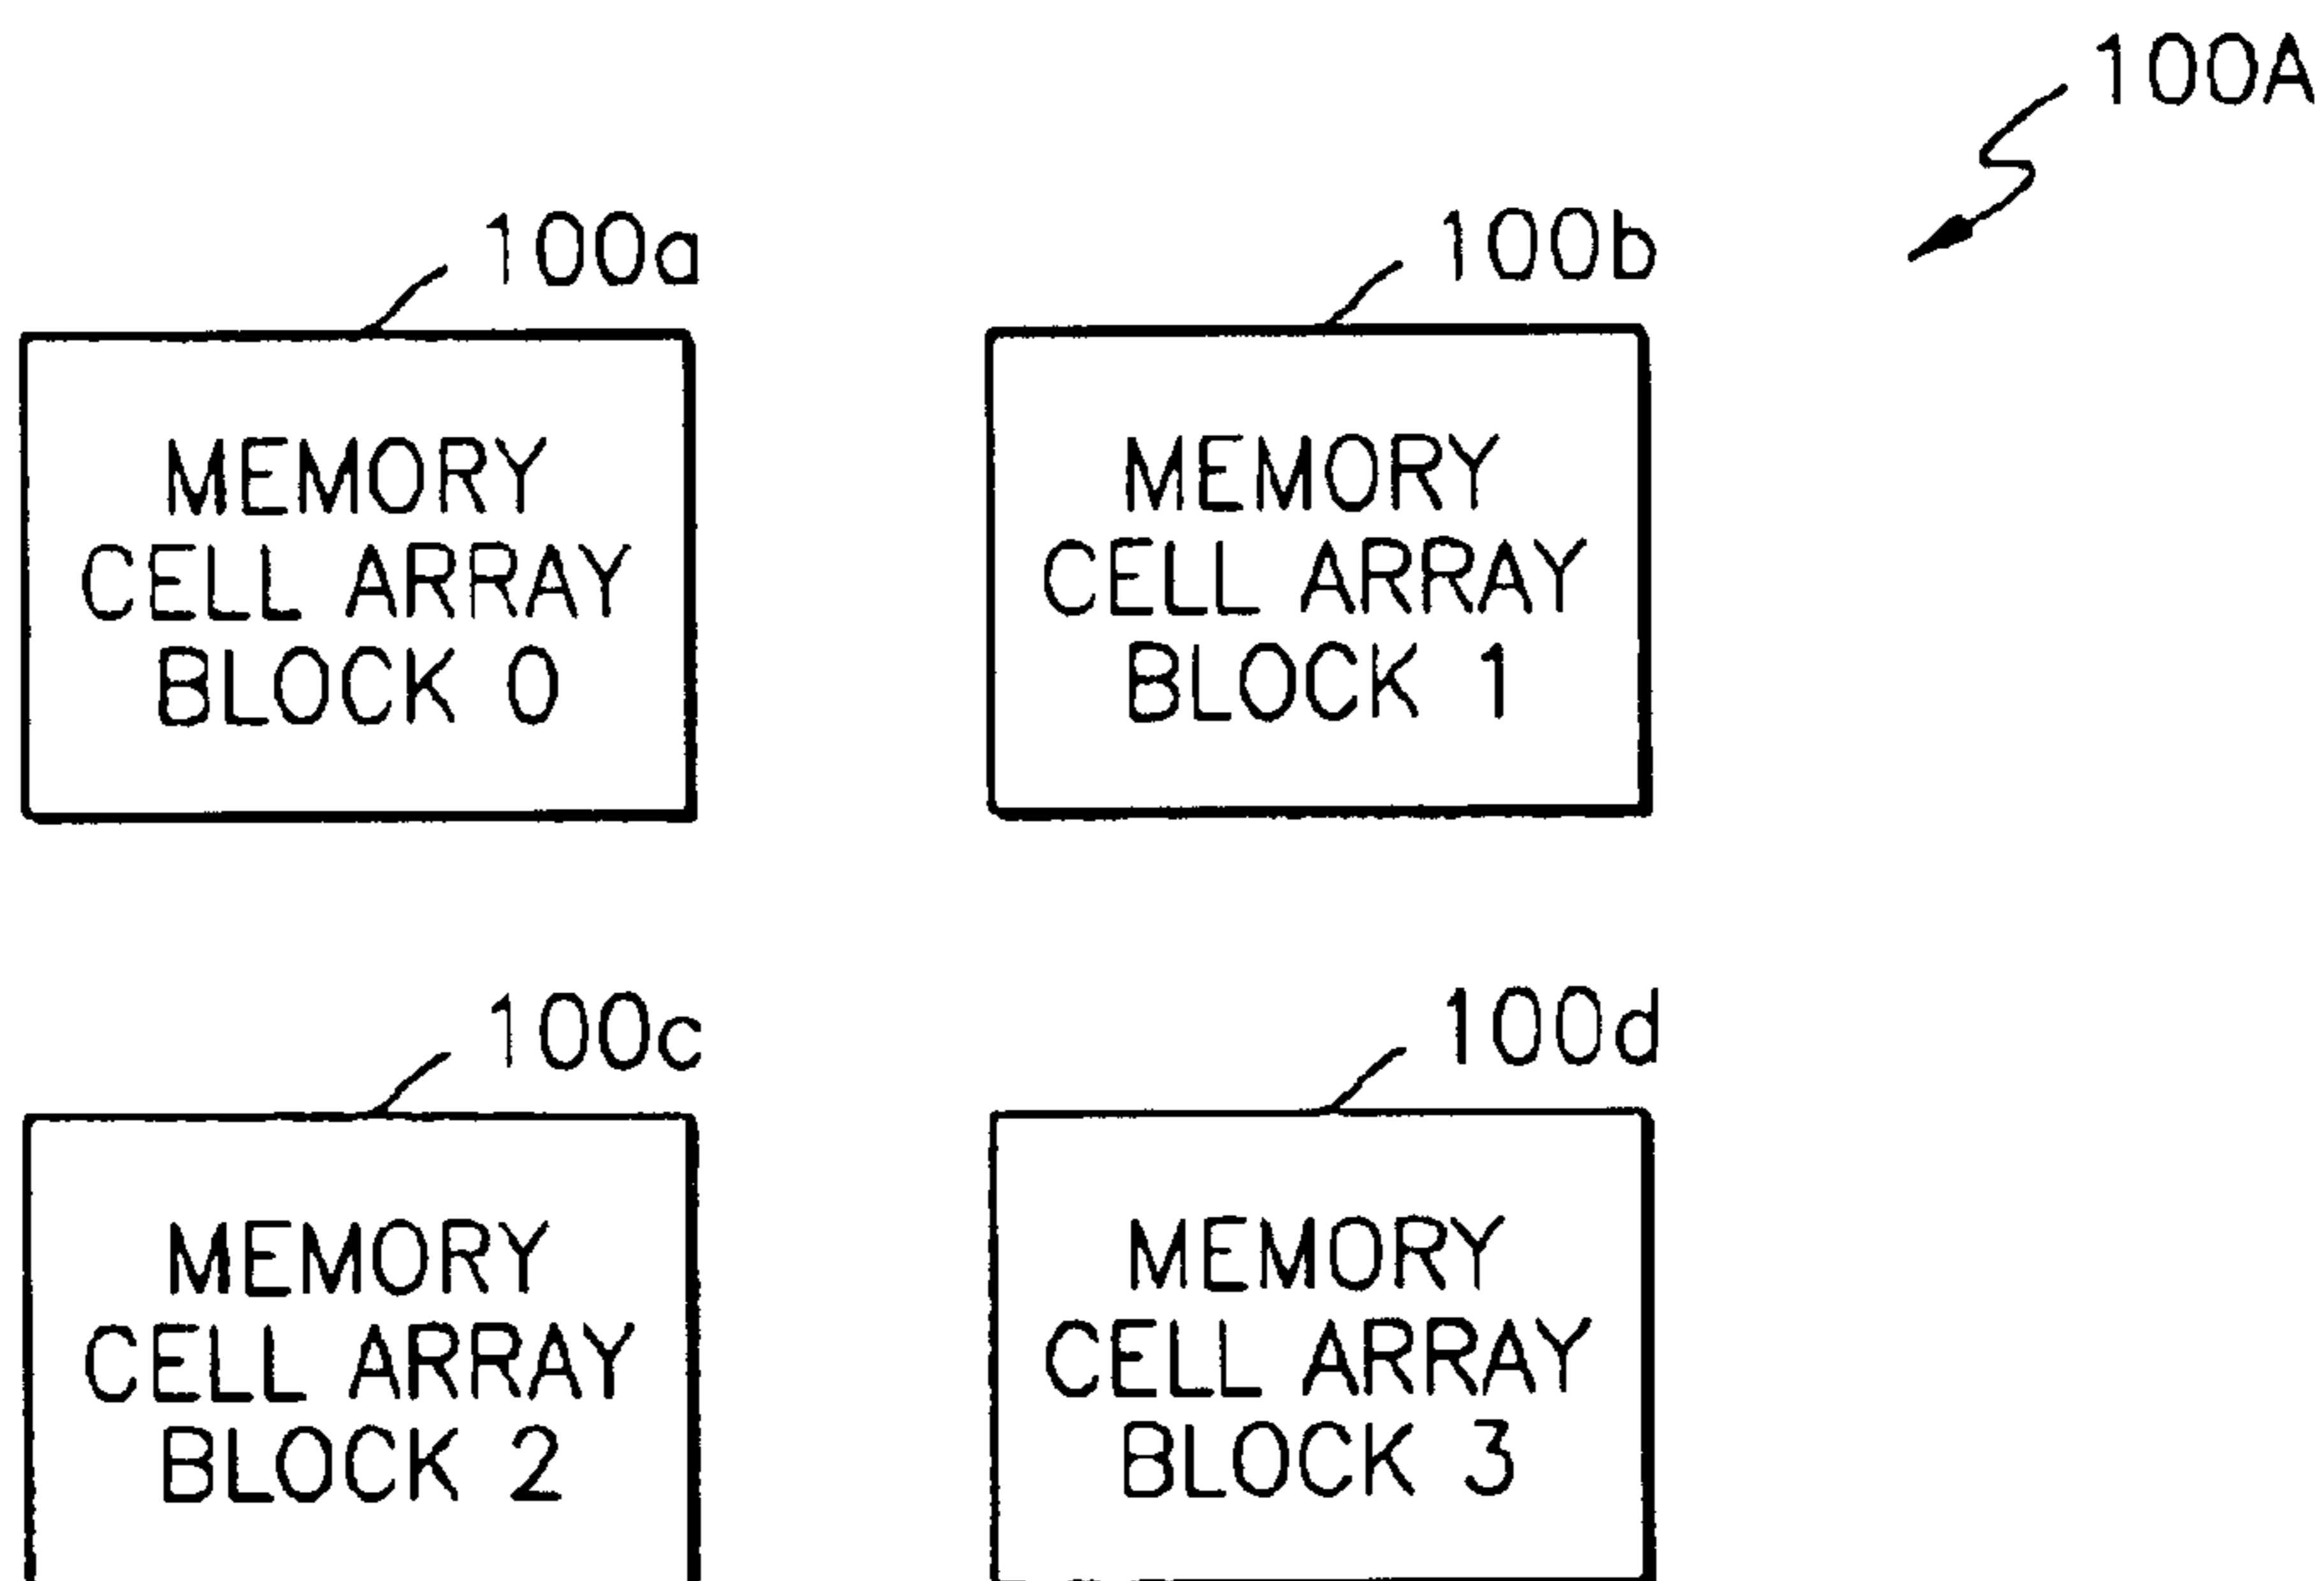 100A
100a
100b
MEMORY
CELL ARRAY
BLOCK 0
MEMORY
CELL ARRAY
BLOCK 1
100c
100d
MEMORY
CELL ARRAY
BLOCK 2
MEMORY
CELL ARRAY
BLOCK 3